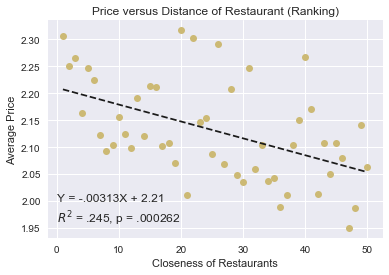 Price versus Distance of Restaurant (Ranking)
2.30
2.25
2.20
2.15
2.10
2.05
2.00
1.95
Average Price
Y = -.00313X + 2.21
R² = .245, p = .000262
0 10 20 30 40 50
Closeness of Restaurants